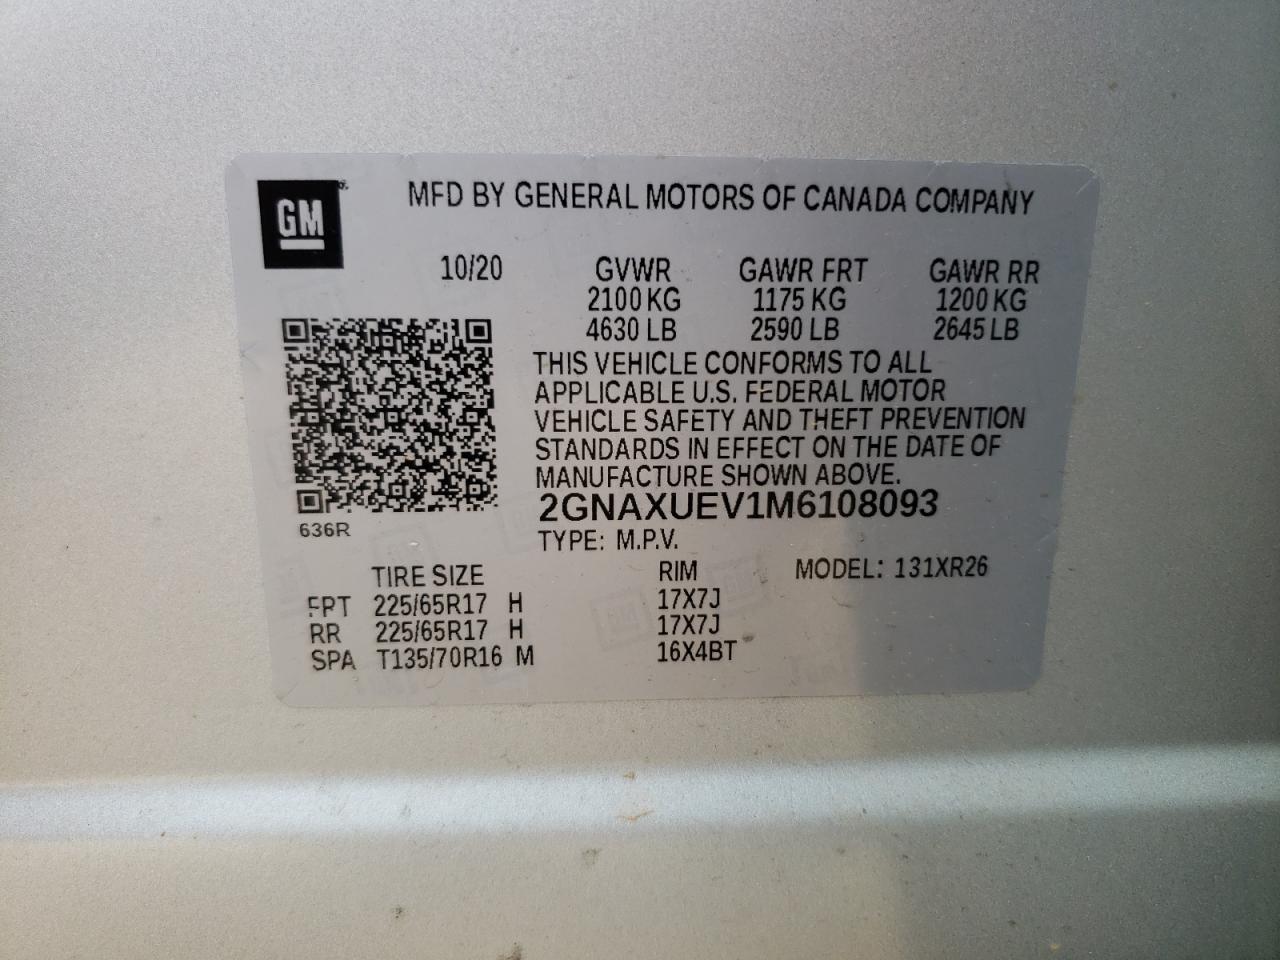 GM
MFD BY GENERAL MOTORS OF CANADA COMPANY
10/20 GVWR GAWR FRT GAWR RR
2100 KG 1175 KG 1200 KG
4630 LB 2590 LB 2645 LB
THIS VEHICLE CONFORMS TO ALL
APPLICABLE U.S. FEDERAL MOTOR
VEHICLE SAFETY AND THEFT PREVENTION
STANDARDS IN EFFECT ON THE DATE OF
MANUFACTURE SHOWN ABOVE.
2GNAXUEV1M6108093
636R
TYPE: M.P.V.
TIRE SIZE RIM MODEL: 131XR26
FRT 225/65R17 H 17X7J
RR 225/65R17 H 17X7J
SPA T135/70R16 M 16X4BT